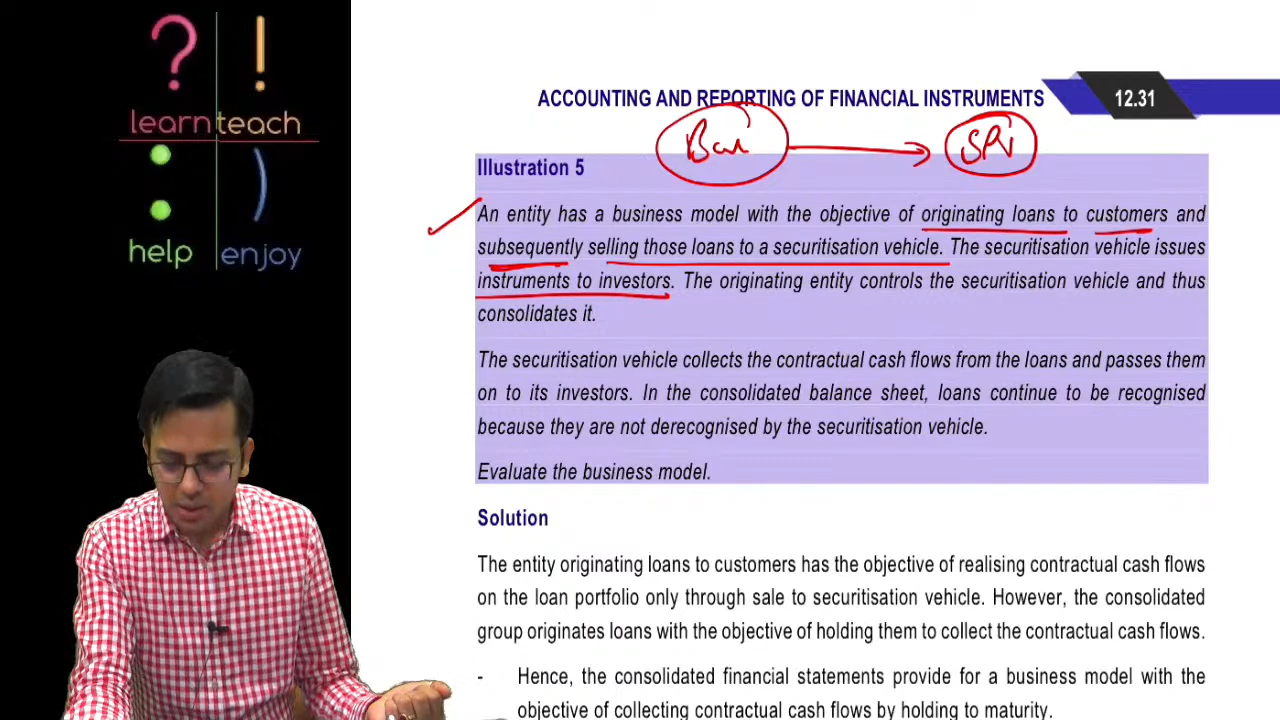 ? !
learn teach
: )
help enjoy
ACCOUNTING AND REPORTING OF FINANCIAL INSTRUMENTS 12.31
Illustration 5
An entity has a business model with the objective of originating loans to customers and
subsequently selling those loans to a securitisation vehicle. The securitisation vehicle issues
instruments to investors. The originating entity controls the securitisation vehicle and thus
consolidates it.
The securitisation vehicle collects the contractual cash flows from the loans and passes them
on to its investors. In the consolidated balance sheet, loans continue to be recognised
because they are not derecognised by the securitisation vehicle.
Evaluate the business model.
Solution
The entity originating loans to customers has the objective of realising contractual cash flows
on the loan portfolio only through sale to securitisation vehicle. However, the consolidated
group originates loans with the objective of holding them to collect the contractual cash flows.
- Hence, the consolidated financial statements provide for a business model with the
objective of collecting contractual cash flows by holding to maturity.